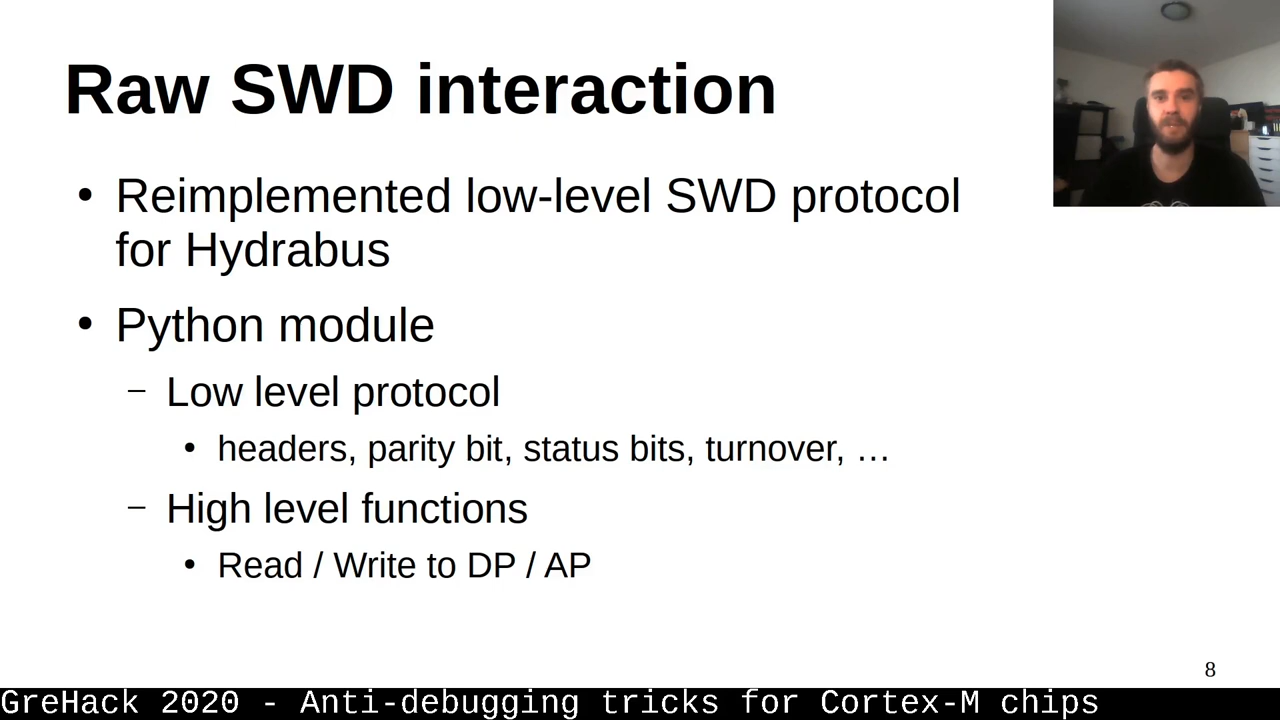 Raw SWD interaction
• Reimplemented low-level SWD protocol
for Hydrabus
• Python module
– Low level protocol
• headers, parity bit, status bits, turnover, …
– High level functions
• Read / Write to DP / AP
8
GreHack 2020 - Anti-debugging tricks for Cortex-M chips